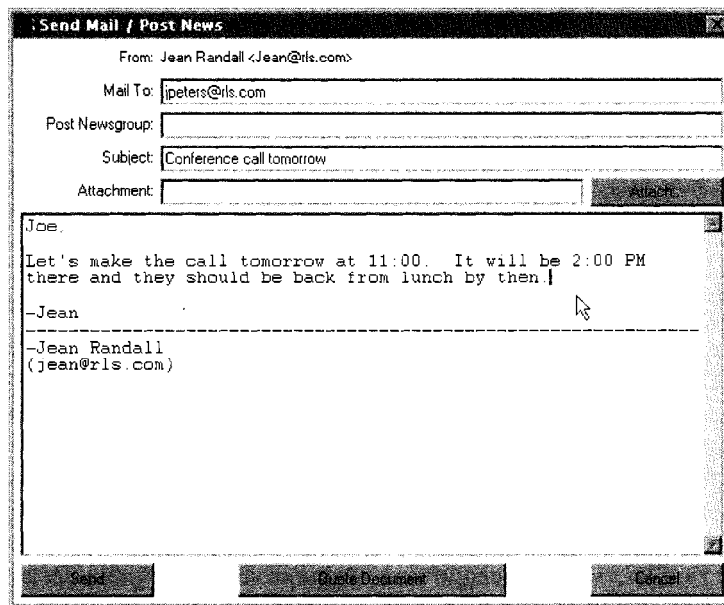 Send Mail / Post News
From: Jean Randall <Jean@rls.com>
Mail To: jpeters@rls.com
Post Newsgroup:
Subject: Conference call tomorrow
Attachment:
Attach...
Joe,
Let's make the call tomorrow at 11:00. It will be 2:00 PM
there and they should be back from lunch by then.
-Jean
-Jean Randall
(jean@rls.com)
Send
Quote Document
Cancel